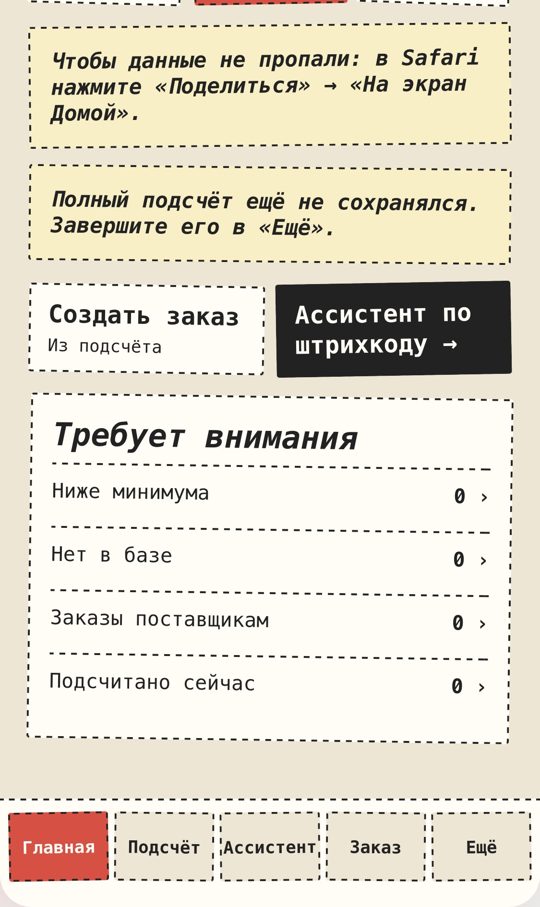 Чтобы данные не пропали: в Safari
нажмите «Поделиться» → «На экран
Домой».
Полный подсчёт ещё не сохранялся.
Завершите его в «Ещё».
Создать заказ
Из подсчёта
Ассистент по
штрихкоду →
Требует внимания
Ниже минимума 0 ›
Нет в базе 0 ›
Заказы поставщикам 0 ›
Подсчитано сейчас 0 ›
Главная Подсчёт Ассистент Заказ Ещё